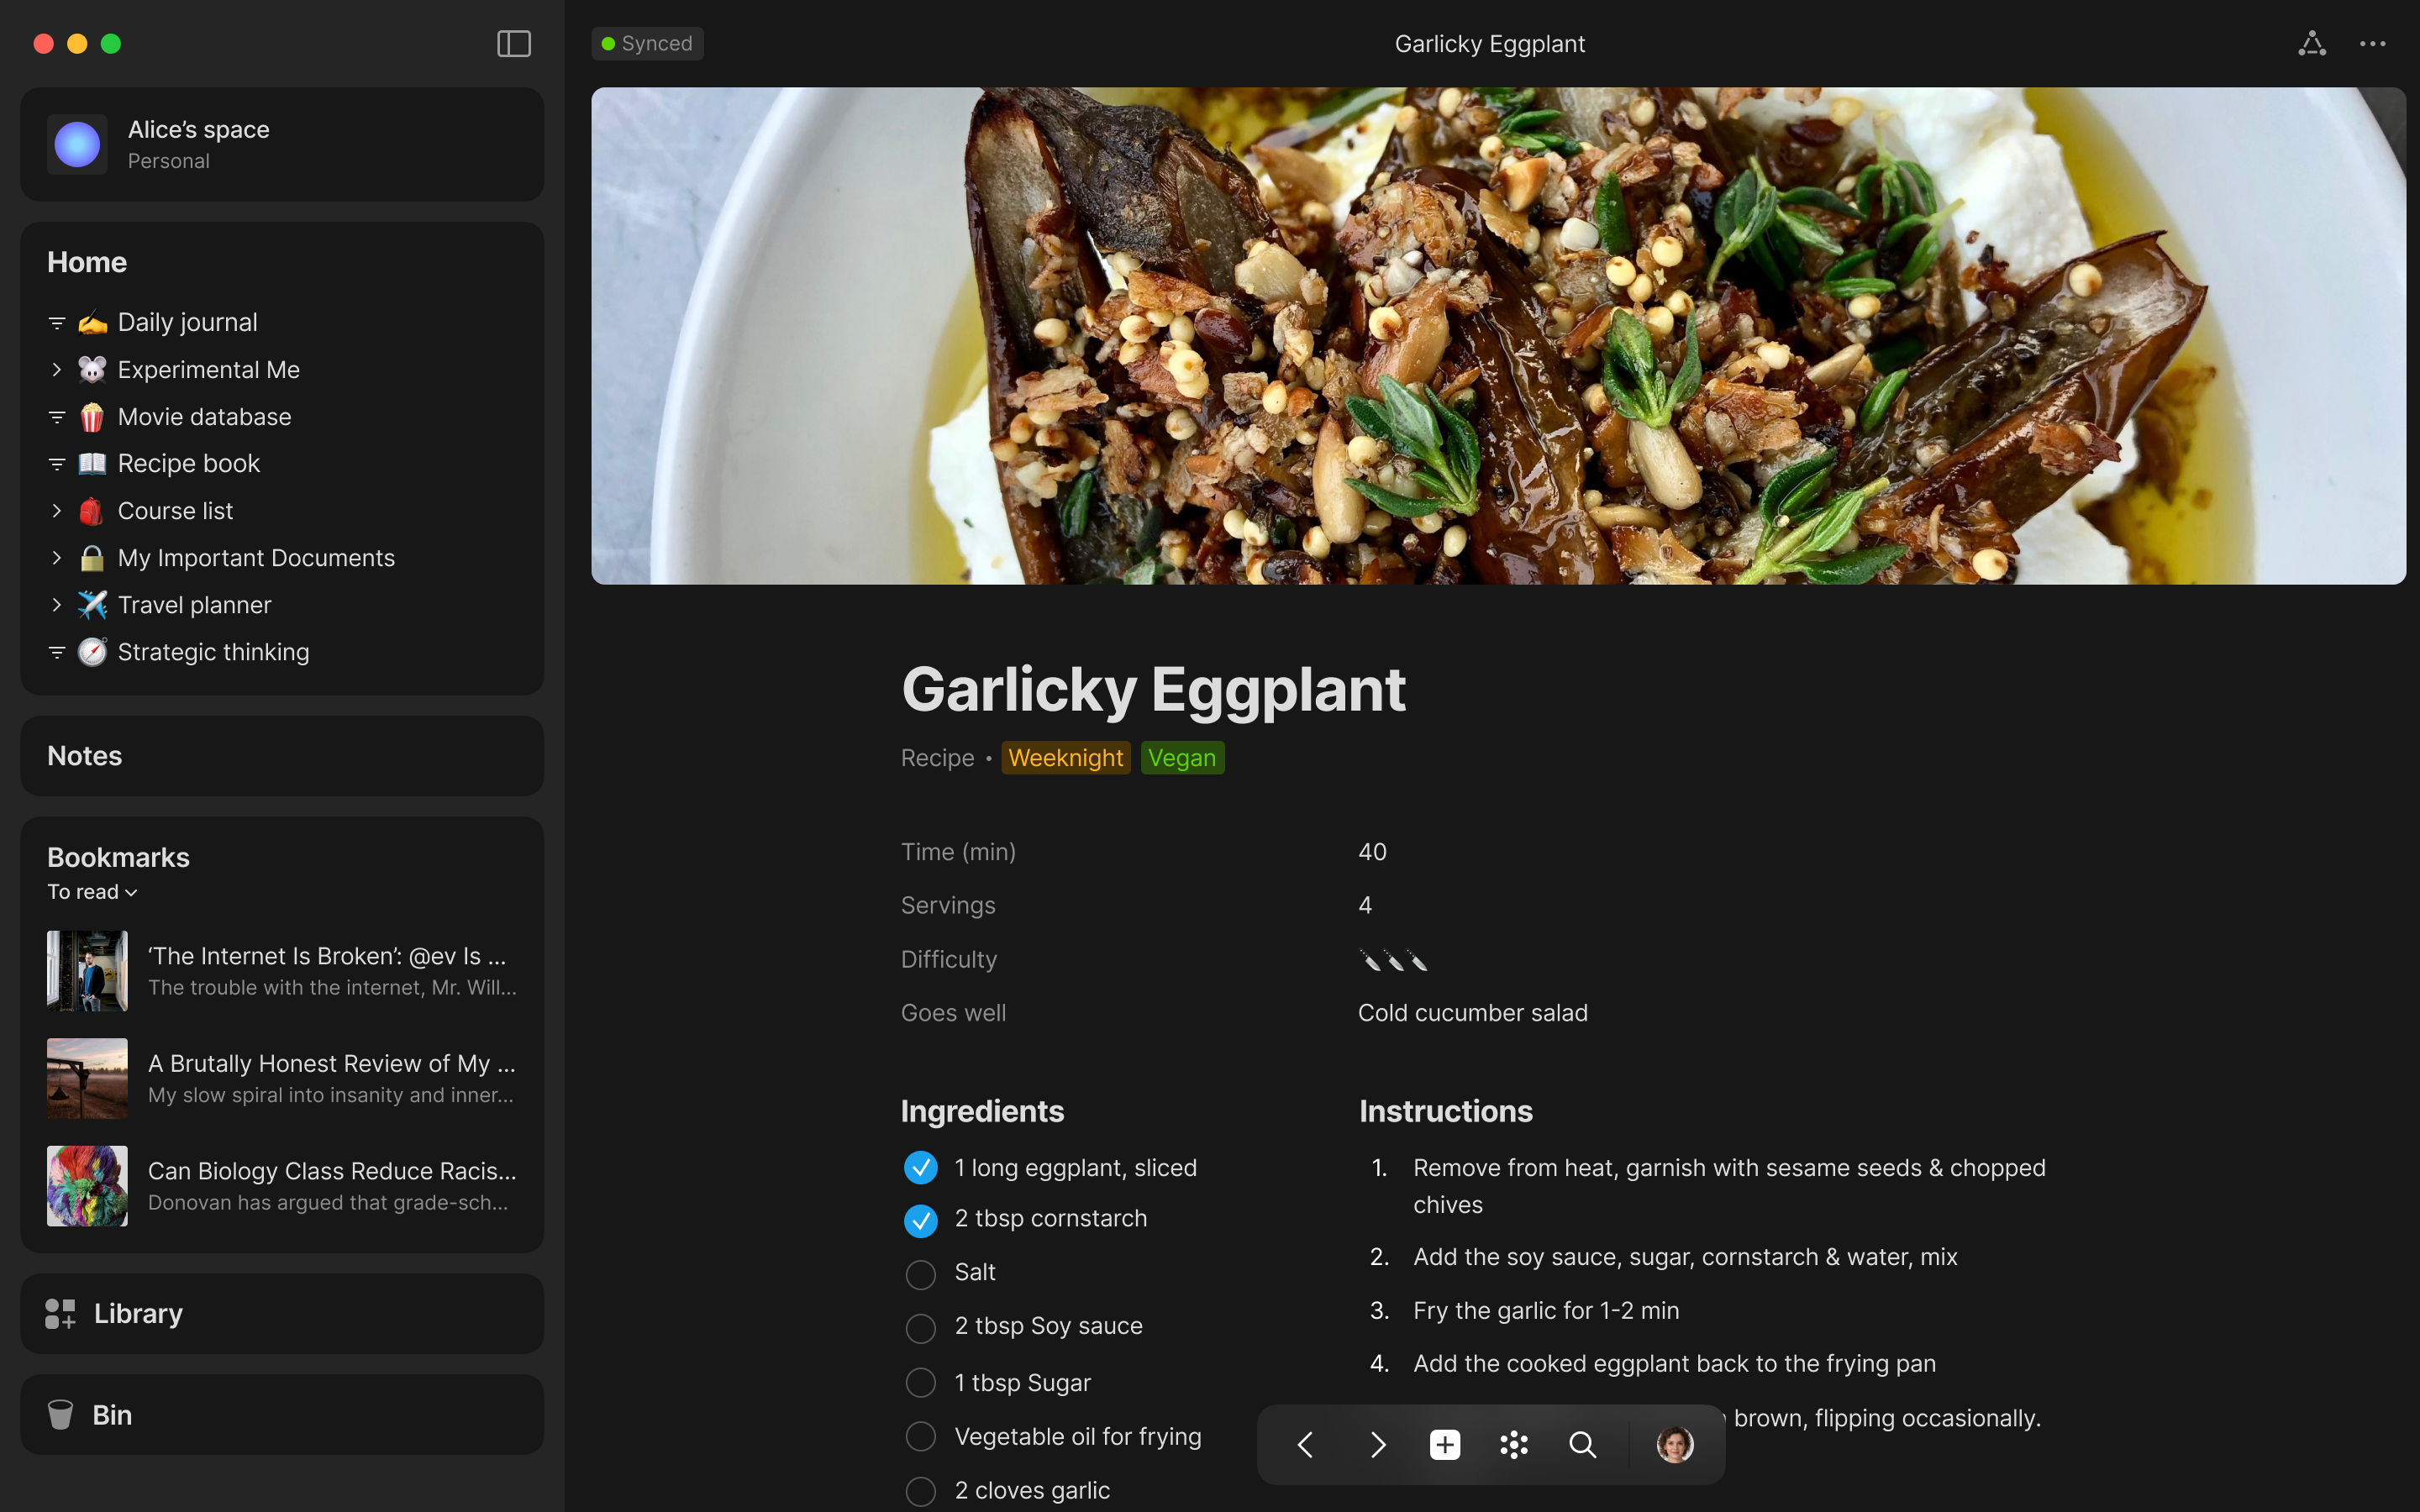 Synced
Garlicky Eggplant
Alice’s space
Personal
Home
Daily journal
Experimental Me
Movie database
Recipe book
Course list
My Important Documents
Travel planner
Strategic thinking
Notes
Bookmarks
To read
‘The Internet Is Broken’: @ev Is ...
The trouble with the internet, Mr. Will...
A Brutally Honest Review of My ...
My slow spiral into insanity and inner...
Can Biology Class Reduce Racis...
Donovan has argued that grade-sch...
Library
Bin
Garlicky Eggplant
Recipe • Weeknight Vegan
Time (min) 40
Servings 4
Difficulty 🔪🔪🔪
Goes well Cold cucumber salad
Ingredients
1 long eggplant, sliced
2 tbsp cornstarch
Salt
2 tbsp Soy sauce
1 tbsp Sugar
Vegetable oil for frying
2 cloves garlic
Instructions
1. Remove from heat, garnish with sesame seeds & chopped
chives
2. Add the soy sauce, sugar, cornstarch & water, mix
3. Fry the garlic for 1-2 min
4. Add the cooked eggplant back to the frying pan
brown, flipping occasionally.